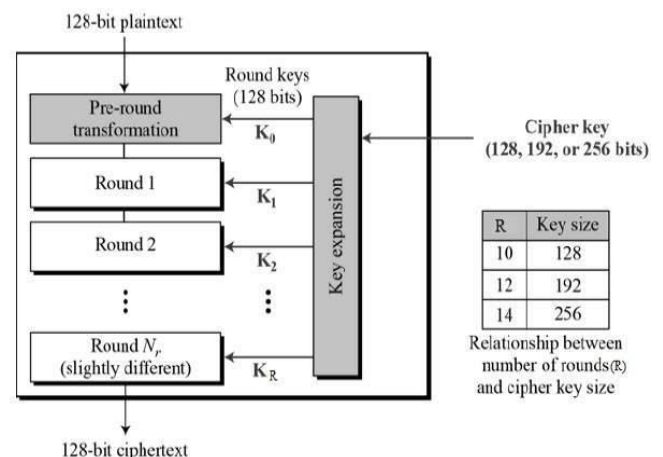 128-bit plaintext
Round keys
(128 bits)
Pre-round
transformation
K₀
Cipher key
(128, 192, or 256 bits)
Round 1
K₁
Round 2
K₂
Key expansion
R Key size
10 128
12 192
14 256
Relationship between
number of rounds(R)
and cipher key size
Round Nᵣ
(slightly different)
K_R
128-bit ciphertext